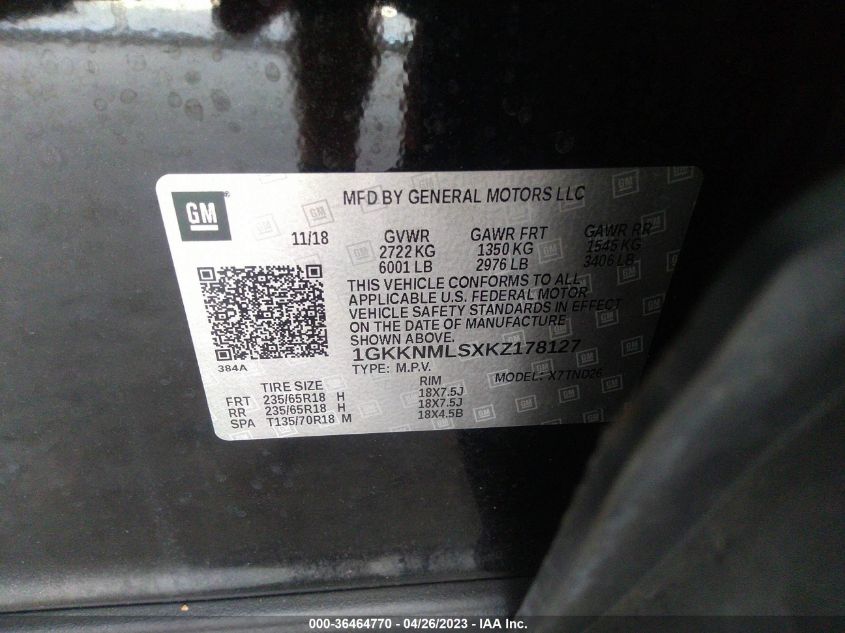 GM
MFD BY GENERAL MOTORS LLC
11/18 GVWR GAWR FRT GAWR RR
2722 KG 1350 KG 1545 KG
6001 LB 2976 LB 3406 LB
THIS VEHICLE CONFORMS TO ALL
APPLICABLE U.S. FEDERAL MOTOR
VEHICLE SAFETY STANDARDS IN EFFECT
ON THE DATE OF MANUFACTURE
SHOWN ABOVE.
1GKKNMLSXKZ178127
384A TYPE: M.P.V. MODEL: X7TND26
TIRE SIZE RIM
FRT 235/65R18 H 18X7.5J
RR 235/65R18 H 18X7.5J
SPA T135/70R18 M 18X4.5B
000-36464770 - 04/26/2023 - IAA Inc.